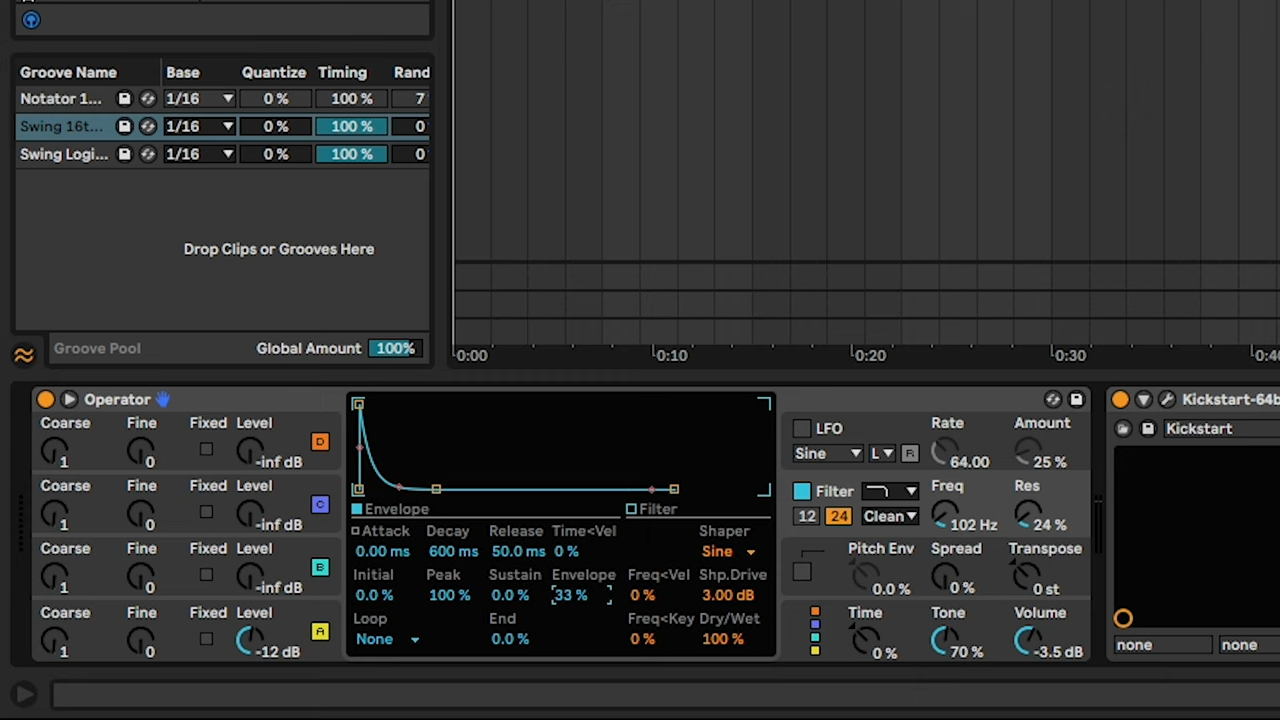 Groove Name Base Quantize Timing Rand
Notator 1... 1/16 0 % 100 % 7
Swing 16t... 1/16 0 % 100 % 0
Swing Logi... 1/16 0 % 100 % 0
Drop Clips or Grooves Here
Groove Pool Global Amount 100%
0:00 0:10 0:20 0:30 0:40
Operator
Coarse Fine Fixed Level
1 0 -inf dB D
Coarse Fine Fixed Level
1 0 -inf dB C
Coarse Fine Fixed Level
1 0 -inf dB B
Coarse Fine Fixed Level
1 0 -12 dB A
Envelope Filter
Attack Decay Release Time<Vel Shaper
0.00 ms 600 ms 50.0 ms 0 % Sine
Initial Peak Sustain Envelope Freq<Vel Shp.Drive
0.0 % 100 % 0.0 % 33 % 0 % 3.00 dB
Loop End Freq<Key Dry/Wet
None 0.0 % 0 % 100 %
LFO Rate Amount
Sine L R 64.00 25 %
Filter Freq Res
12 24 Clean 102 Hz 24 %
Pitch Env Spread Transpose
0.0 % 0 % 0 st
Time Tone Volume
0 % 70 % -3.5 dB
Kickstart-64b
Kickstart
none none